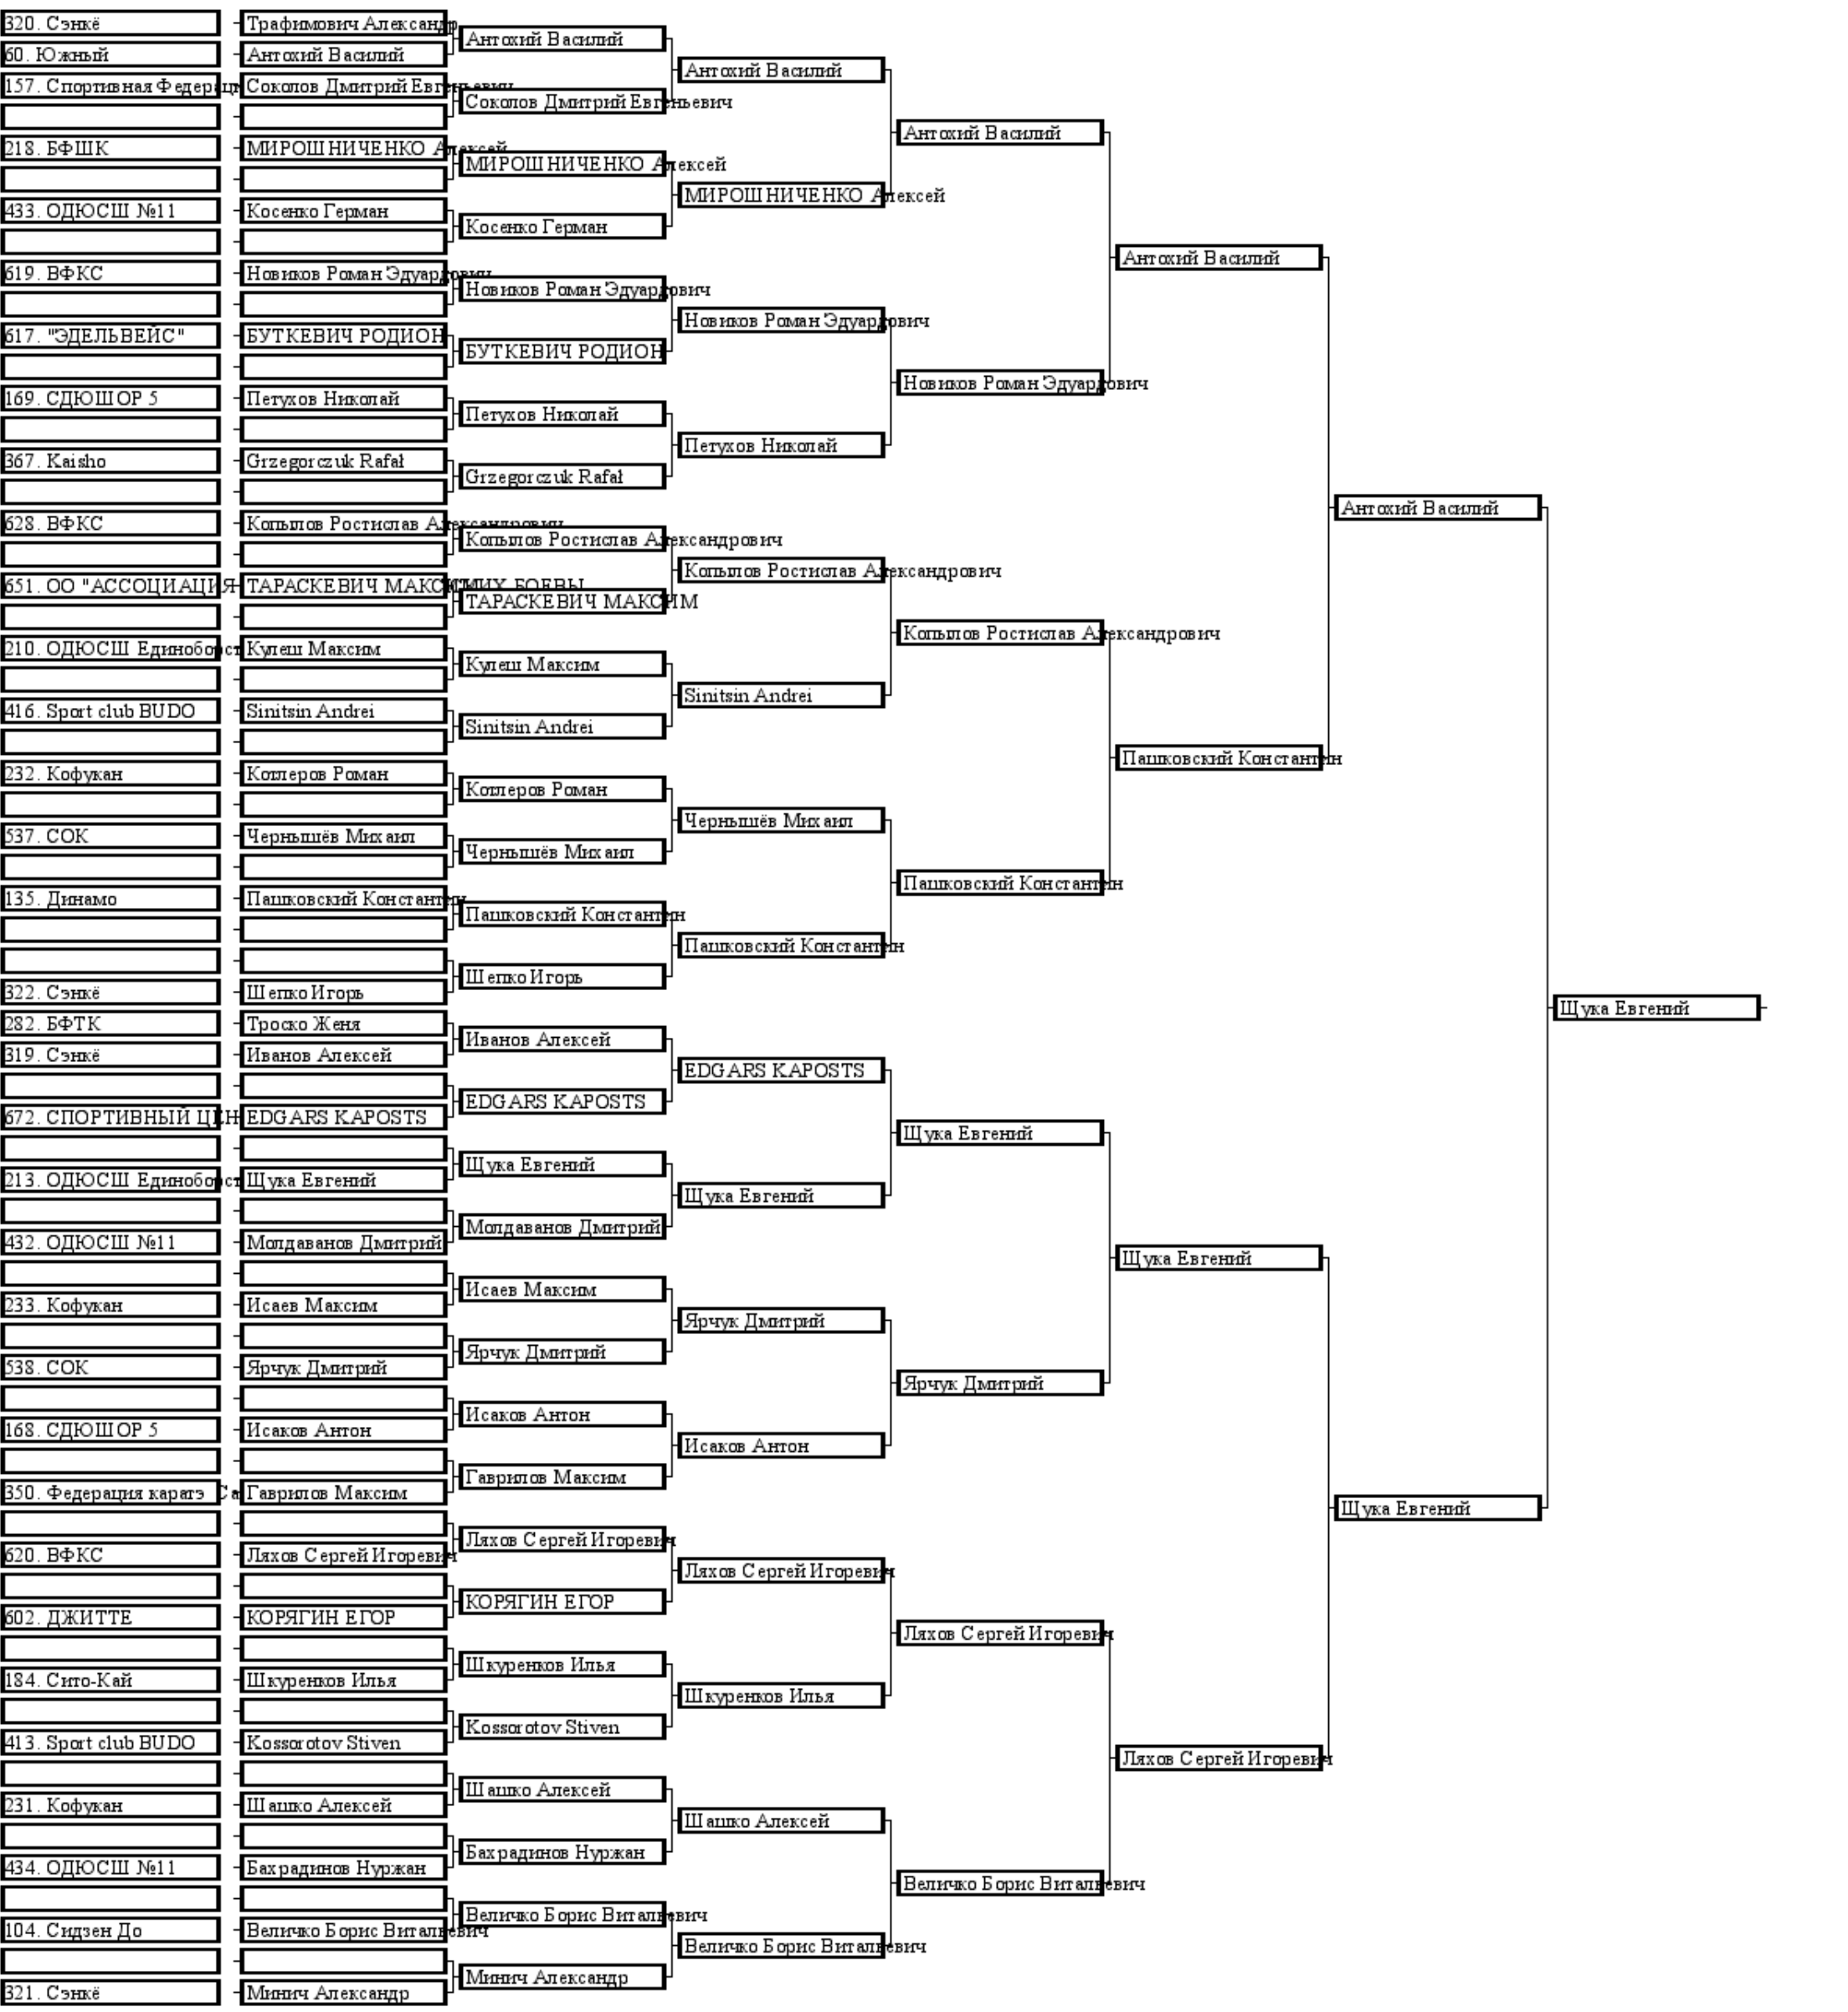 320. Сэнкё
Трафимович Александр
60. Южный
Антохий Василий
157. Спортивная Федерац
Соколов Дмитрий Евгеньевич
218. БФШК
МИРОШНИЧЕНКО Алексей
433. ОДЮСШ №11
Косенко Герман
619. ВФКС
Новиков Роман Эдуардович
617. "ЭДЕЛЬВЕЙС"
БУТКЕВИЧ РОДИОН
169. СДЮШОР 5
Петухов Николай
367. Kaisho
Grzegorczuk Rafał
628. ВФКС
Копылов Ростислав Александрович
651. ОО "АССОЦИАЦИЯ
ТАРАСКЕВИЧ МАКСИМ
210. ОДЮСШ Единоборст
Кулеш Максим
416. Sport club BUDO
Sinitsin Andrei
232. Кофукан
Котлеров Роман
537. СОК
Чернышёв Михаил
135. Динамо
Пашковский Константин
322. Сэнкё
Шепко Игорь
282. БФТК
Троско Женя
319. Сэнкё
Иванов Алексей
672. СПОРТИВНЫЙ ЦЕН
EDGARS KAPOSTS
213. ОДЮСШ Единоборст
Щука Евгений
432. ОДЮСШ №11
Молдаванов Дмитрий
233. Кофукан
Исаев Максим
538. СОК
Ярчук Дмитрий
168. СДЮШОР 5
Исаков Антон
350. Федерация каратэ Са
Гаврилов Максим
620. ВФКС
Ляхов Сергей Игоревич
602. ДЖИТТЕ
КОРЯГИН ЕГОР
184. Сито-Кай
Шкуренков Илья
413. Sport club BUDO
Kossorotov Stiven
231. Кофукан
Шашко Алексей
434. ОДЮСШ №11
Бахрадинов Нуржан
104. Сидзен До
Величко Борис Витальевич
321. Сэнкё
Минич Александр
Антохий Василий
Соколов Дмитрий Евгеньевич
МИРОШНИЧЕНКО Алексей
Косенко Герман
Новиков Роман Эдуардович
БУТКЕВИЧ РОДИОН
Петухов Николай
Grzegorczuk Rafał
Копылов Ростислав Александрович
ТАРАСКЕВИЧ МАКСИМ
Кулеш Максим
Sinitsin Andrei
Котлеров Роман
Чернышёв Михаил
Пашковский Константин
Шепко Игорь
Иванов Алексей
EDGARS KAPOSTS
Щука Евгений
Молдаванов Дмитрий
Исаев Максим
Ярчук Дмитрий
Исаков Антон
Гаврилов Максим
Ляхов Сергей Игоревич
КОРЯГИН ЕГОР
Шкуренков Илья
Kossorotov Stiven
Шашко Алексей
Бахрадинов Нуржан
Величко Борис Витальевич
Минич Александр
Антохий Василий
МИРОШНИЧЕНКО Алексей
Новиков Роман Эдуардович
Петухов Николай
Копылов Ростислав Александрович
Sinitsin Andrei
Чернышёв Михаил
Пашковский Константин
EDGARS KAPOSTS
Щука Евгений
Ярчук Дмитрий
Исаков Антон
Ляхов Сергей Игоревич
Шкуренков Илья
Шашко Алексей
Величко Борис Витальевич
Антохий Василий
Новиков Роман Эдуардович
Копылов Ростислав Александрович
Пашковский Константин
Щука Евгений
Ярчук Дмитрий
Ляхов Сергей Игоревич
Величко Борис Витальевич
Антохий Василий
Пашковский Константин
Щука Евгений
Ляхов Сергей Игоревич
Антохий Василий
Щука Евгений
Щука Евгений